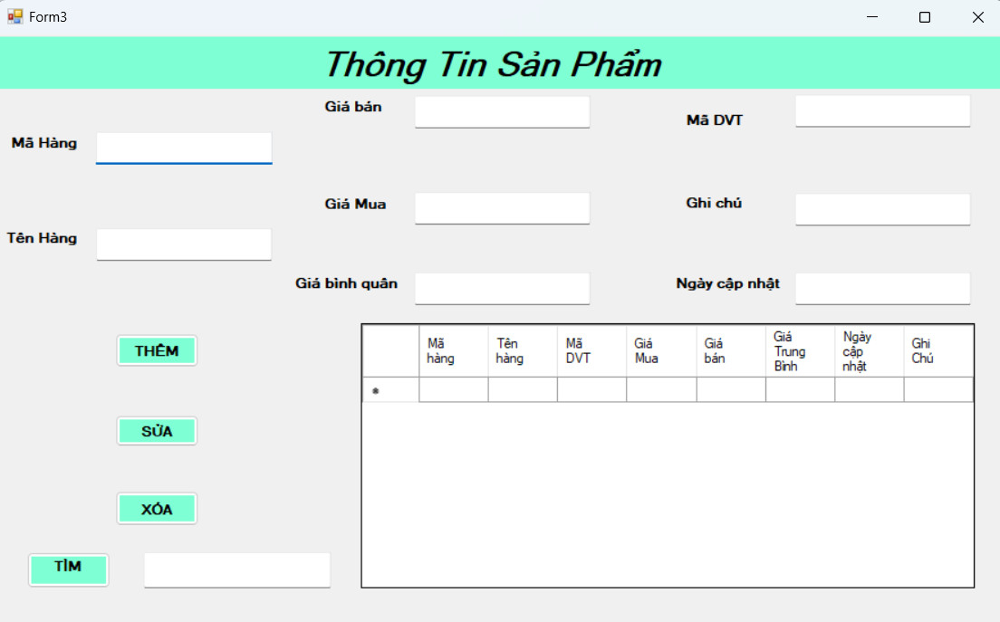 Form3
Thông Tin Sản Phẩm
Giá bán
Mã DVT
Mã Hàng
Giá Mua
Ghi chú
Tên Hàng
Giá bình quân
Ngày cập nhật
THÊM
SỬA
XÓA
TÌM
Mã
hàng
Tên
hàng
Mã
DVT
Giá
Mua
Giá
bán
Giá
Trung
Bình
Ngày
cập
nhật
Ghi
Chú